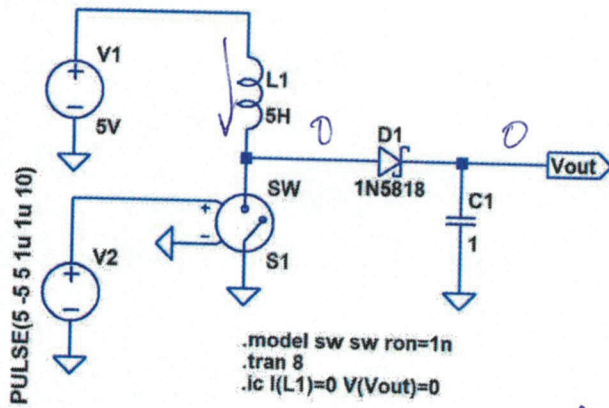 V1
5V
L1
5H
0
D1
0
1N5818
Vout
C1
1
SW
S1
V2
PULSE(5 -5 5 1u 1u 10)
.model sw sw ron=1n
.tran 8
.ic I(L1)=0 V(Vout)=0